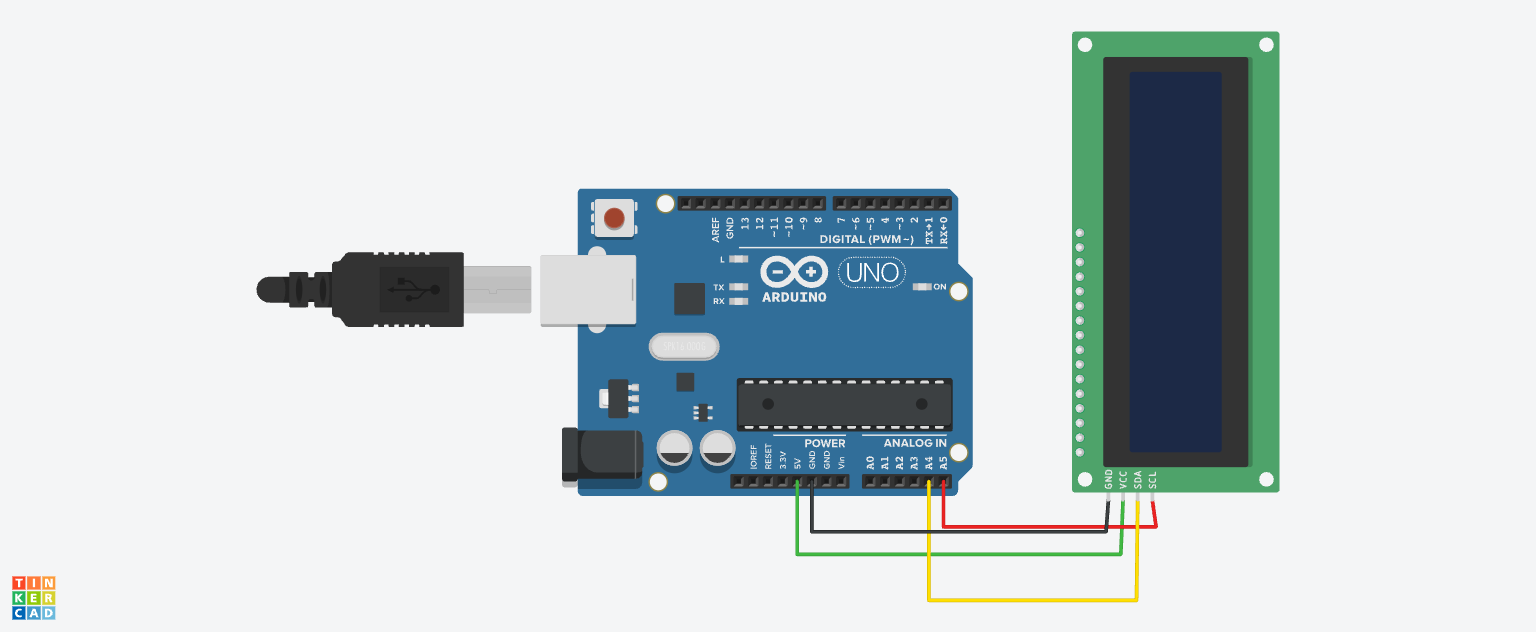 AREF
GND
13
12
~11
~10
~9
8
7
~6
~5
4
~3
2
TX→1
RX←0
DIGITAL (PWM~)
L
TX
RX
ARDUINO
UNO
ON
POWER
ANALOG IN
IOREF
RESET
3.3V
5V
GND
GND
Vin
A0
A1
A2
A3
A4
A5
GND
VCC
SDA
SCL
TIN
KER
CAD